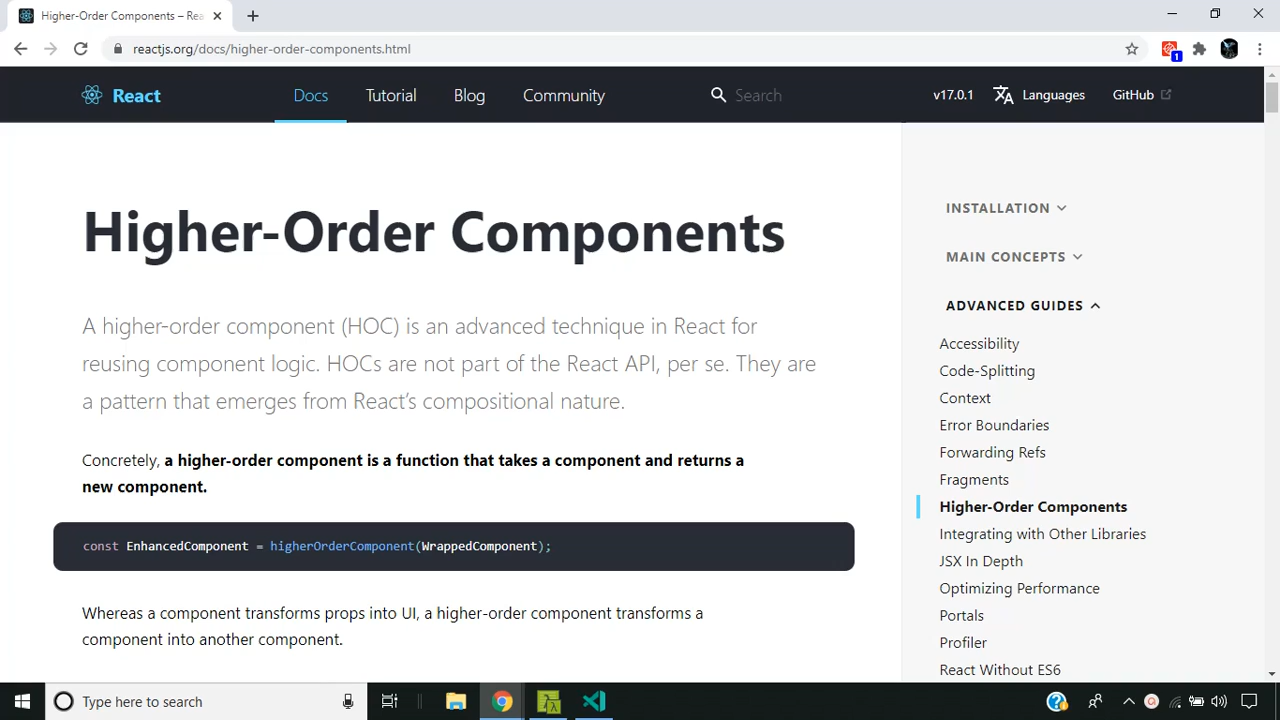 Higher-Order Components – Rea
reactjs.org/docs/higher-order-components.html
1
React
Docs
Tutorial
Blog
Community
Search
v17.0.1
Languages
GitHub
Higher-Order Components
A higher-order component (HOC) is an advanced technique in React for
reusing component logic. HOCs are not part of the React API, per se. They are
a pattern that emerges from React’s compositional nature.
Concretely, a higher-order component is a function that takes a component and returns a
new component.
const EnhancedComponent = higherOrderComponent(WrappedComponent);
Whereas a component transforms props into UI, a higher-order component transforms a
component into another component.
INSTALLATION
MAIN CONCEPTS
ADVANCED GUIDES
Accessibility
Code-Splitting
Context
Error Boundaries
Forwarding Refs
Fragments
Higher-Order Components
Integrating with Other Libraries
JSX In Depth
Optimizing Performance
Portals
Profiler
React Without ES6
Type here to search